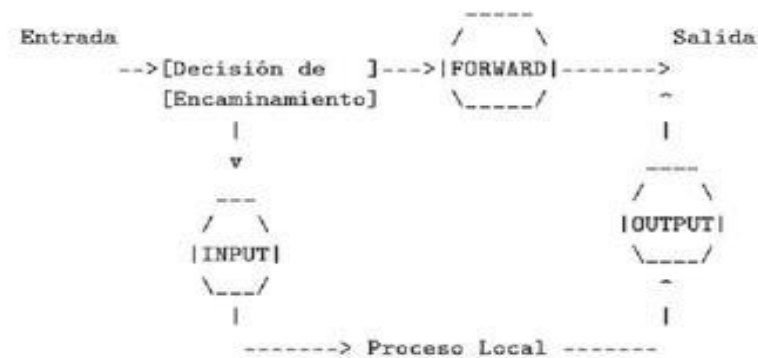 Entrada Salida
-->[Decisión de ]--->|FORWARD|------->
[Encaminamiento]
|INPUT|
|OUTPUT|
-------> Proceso Local -------